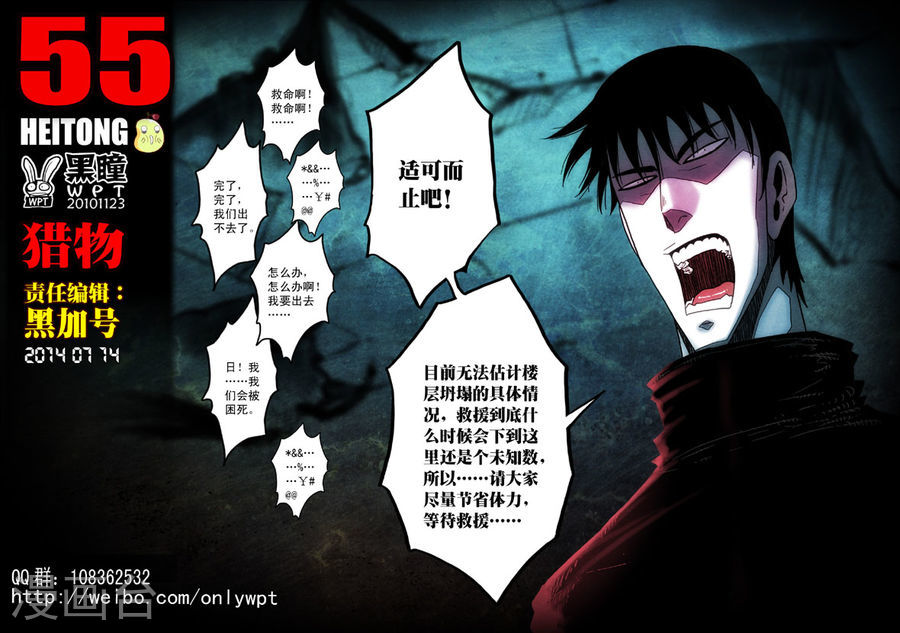 55
HEITONG
黑瞳
WPT
WPT
20101123
猎物
责任编辑：
黑加号
2014 07 14
救命啊！
救命啊！
……
*&&…
…%…
…￥#
@@
完了，
完了，
我们出
不去了。
怎么办，
怎么办啊！
我要出去
……
日！我
……我
们会被
困死。
*&&…
…%…
…￥#
@@
适可而
止吧！
目前无法估计楼
层坍塌的具体情
况，救援到底什
么时候会下到这
里还是个未知数，
所以……请大家
尽量节省体力，
等待救援……
QQ群：108362532
http://weibo.com/onlywpt
漫画台